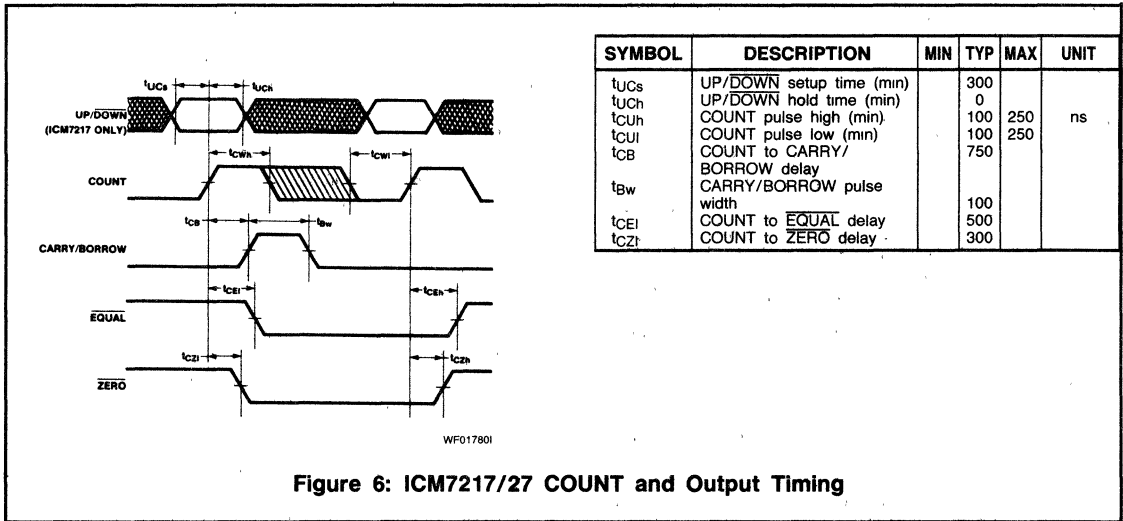 tUCs
tUCh
UP/DOWN
(ICM7217 ONLY)
tCWh
tCWl
COUNT
tCB
tBw
CARRY/BORROW
tCEI
tCEh
EQUAL
tCZI
tCZh
ZERO
WF01780I
SYMBOL DESCRIPTION MIN TYP MAX UNIT
tUCs UP/DOWN setup time (min) 300
tUCh UP/DOWN hold time (min) 0
tCUh COUNT pulse high (min) 100 250 ns
tCUl COUNT pulse low (min) 100 250
tCB COUNT to CARRY/ 750
BORROW delay
tBw CARRY/BORROW pulse
width 100
tCEI COUNT to EQUAL delay 500
tCZI COUNT to ZERO delay 300
Figure 6: ICM7217/27 COUNT and Output Timing